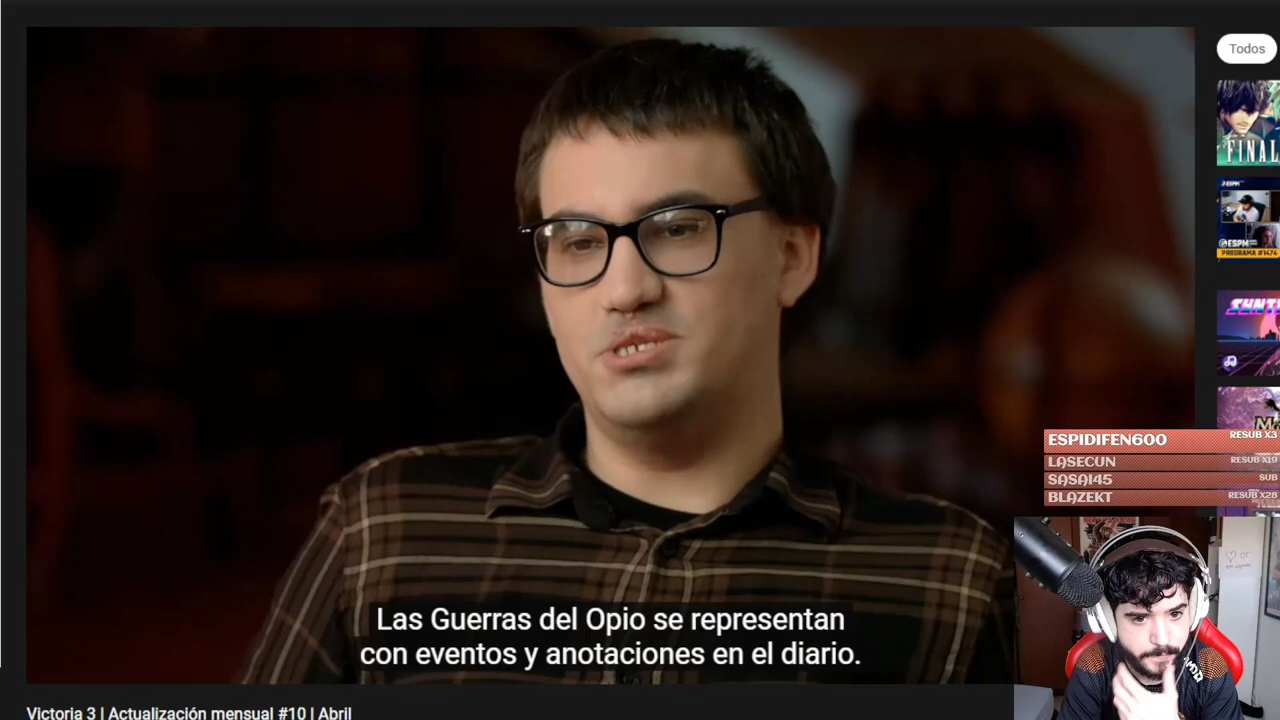 Todos
FINAL
ESPM
PROGRAMA #1474
ESPIDIFEN600 RESUB X3
LASECUN RESUB X19
SASAI45 SUB
BLAZEKT RESUB X28
Las Guerras del Opio se representan
con eventos y anotaciones en el diario.
Victoria 3 | Actualización mensual #10 | Abril